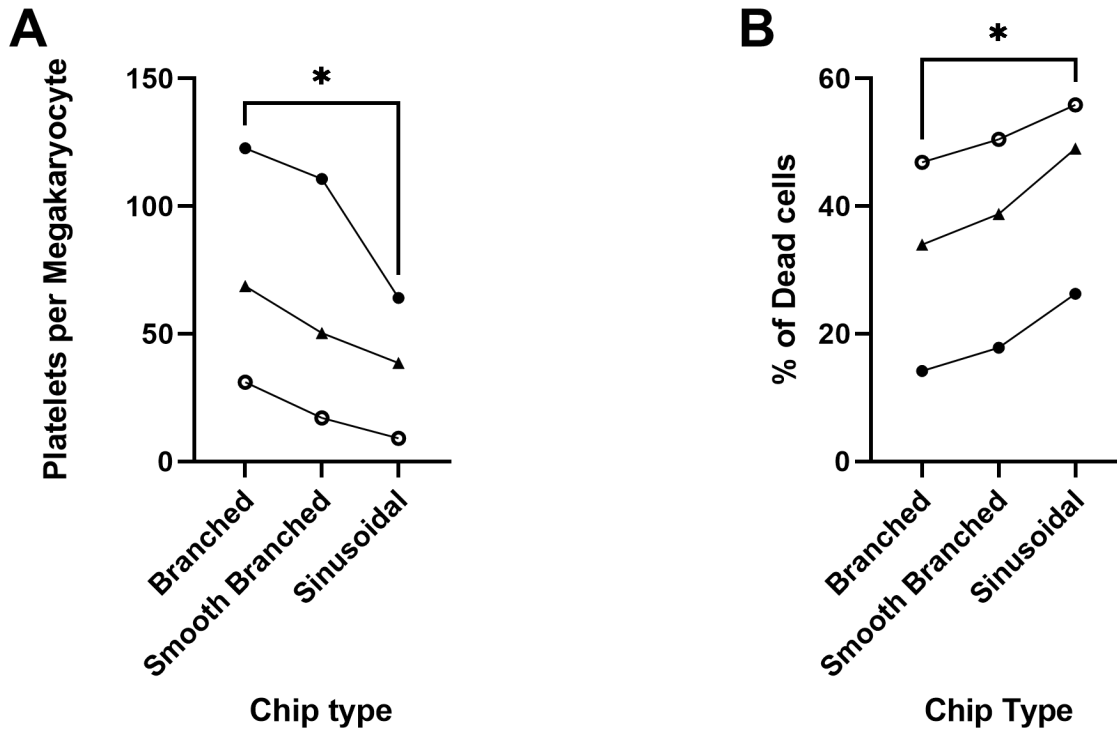 A
Platelets per Megakaryocyte
150
100
50
0
*
Branched
Smooth Branched
Sinusoidal
Chip type
B
% of Dead cells
60
40
20
0
*
Branched
Smooth Branched
Sinusoidal
Chip Type